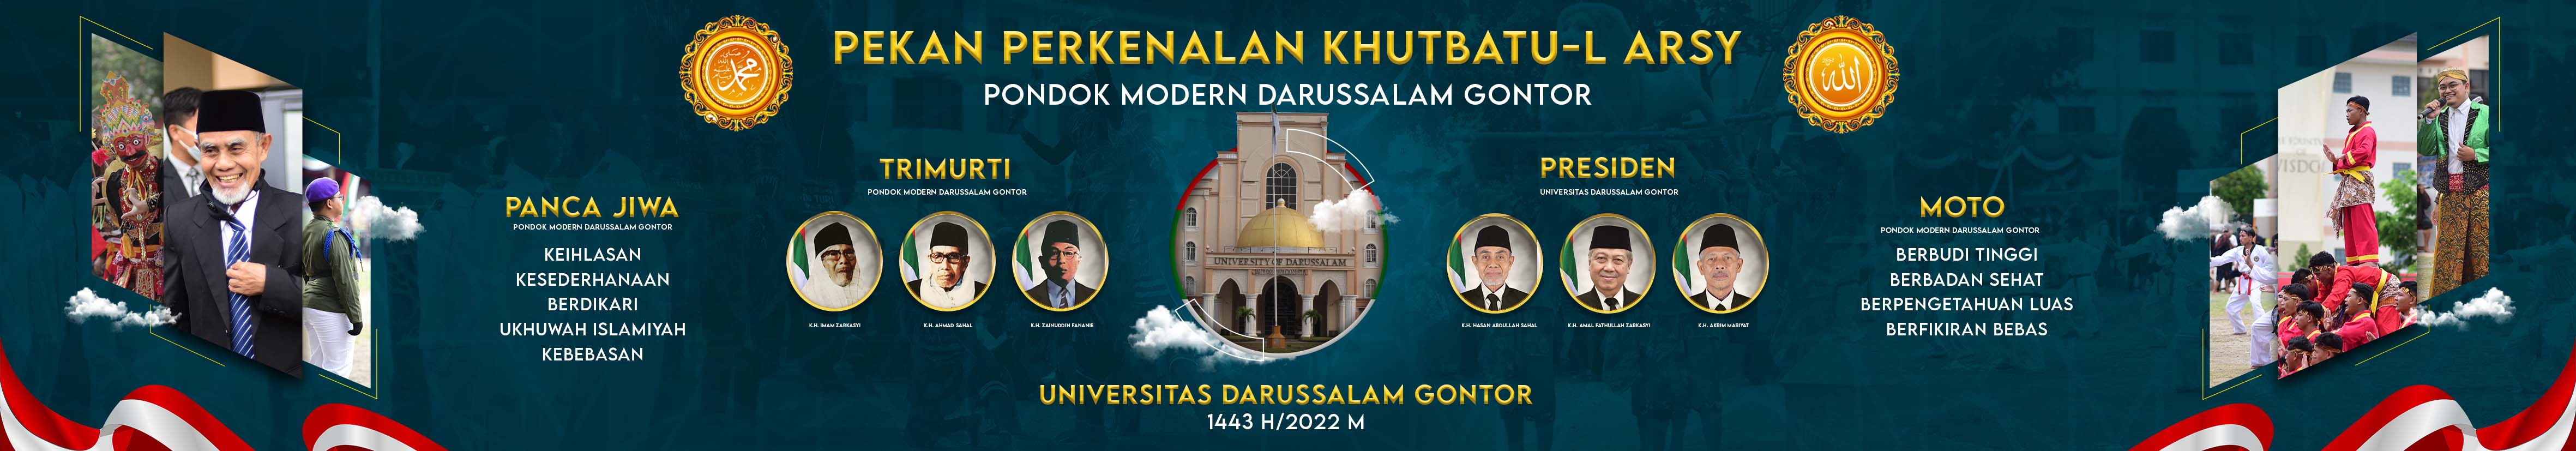 محمد
PEKAN PERKENALAN KHUTBATU-L ARSY
الله
PONDOK MODERN DARUSSALAM GONTOR
PANCA JIWA
PONDOK MODERN DARUSSALAM GONTOR
KEIHLASAN
KESEDERHANAAN
BERDIKARI
UKHUWAH ISLAMIYAH
KEBEBASAN
TRIMURTI
PONDOK MODERN DARUSSALAM GONTOR
K.H. IMAM ZARKASYI
K.H. AHMAD SAHAL
K.H. ZAINUDDIN FANANIE
UNIVERSITY OF DARUSSALAM
PRESIDEN
UNIVERSITAS DARUSSALAM GONTOR
K.H. HASAN ABDULLAH SAHAL
K.H. AMAL FATHULLAH ZARKASYI
K.H. AKRIM MARIYAT
MOTO
PONDOK MODERN DARUSSALAM GONTOR
BERBUDI TINGGI
BERBADAN SEHAT
BERPENGETAHUAN LUAS
BERFIKIRAN BEBAS
UNIVERSITAS DARUSSALAM GONTOR
1443 H/2022 M